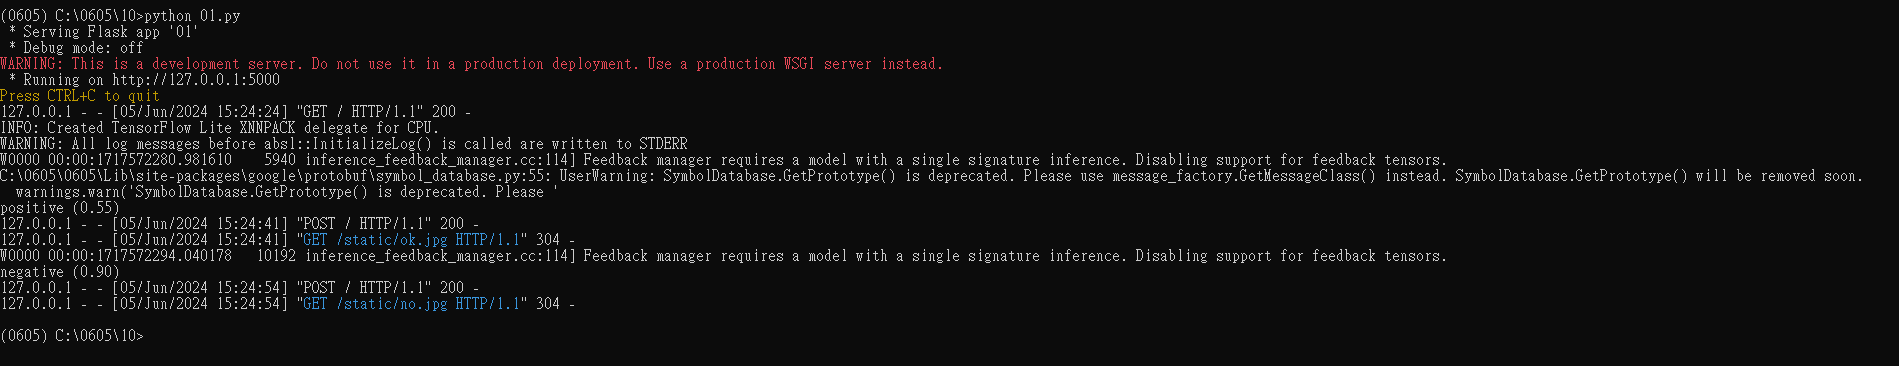 (0605) C:\0605\10>python 01.py
 * Serving Flask app '01'
 * Debug mode: off
WARNING: This is a development server. Do not use it in a production deployment. Use a production WSGI server instead.
 * Running on http://127.0.0.1:5000
Press CTRL+C to quit
127.0.0.1 - - [05/Jun/2024 15:24:24] "GET / HTTP/1.1" 200 -
INFO: Created TensorFlow Lite XNNPACK delegate for CPU.
WARNING: All log messages before absl::InitializeLog() is called are written to STDERR
W0000 00:00:1717572280.981610    5940 inference_feedback_manager.cc:114] Feedback manager requires a model with a single signature inference. Disabling support for feedback tensors.
C:\0605\0605\Lib\site-packages\google\protobuf\symbol_database.py:55: UserWarning: SymbolDatabase.GetPrototype() is deprecated. Please use message_factory.GetMessageClass() instead. SymbolDatabase.GetPrototype() will be removed soon.
  warnings.warn('SymbolDatabase.GetPrototype() is deprecated. Please '
positive (0.55)
127.0.0.1 - - [05/Jun/2024 15:24:41] "POST / HTTP/1.1" 200 -
127.0.0.1 - - [05/Jun/2024 15:24:41] "GET /static/ok.jpg HTTP/1.1" 304 -
W0000 00:00:1717572294.040178   10192 inference_feedback_manager.cc:114] Feedback manager requires a model with a single signature inference. Disabling support for feedback tensors.
negative (0.90)
127.0.0.1 - - [05/Jun/2024 15:24:54] "POST / HTTP/1.1" 200 -
127.0.0.1 - - [05/Jun/2024 15:24:54] "GET /static/no.jpg HTTP/1.1" 304 -
(0605) C:\0605\10>